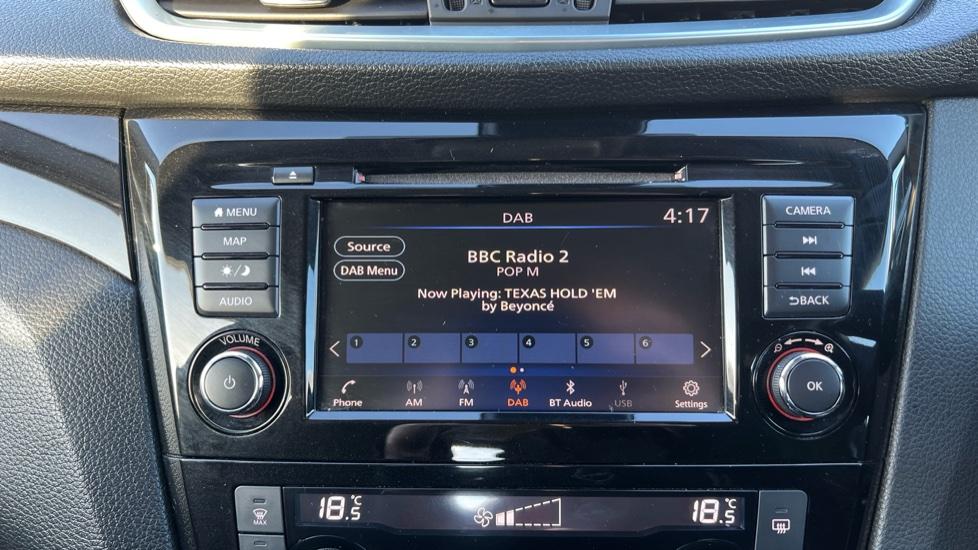 MENU
MAP
AUDIO
VOLUME
DAB
4:17
Source
DAB Menu
BBC Radio 2
POP M
Now Playing: TEXAS HOLD 'EM
by Beyoncé
1 2 3 4 5 6
Phone AM FM DAB BT Audio USB Settings
CAMERA
BACK
OK
MAX
18.5°C
18.5°C